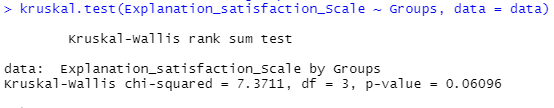 > kruskal.test(Explanation_satisfaction_Scale ~ Groups, data = data)
Kruskal-Wallis rank sum test
data:  Explanation_satisfaction_Scale by Groups
Kruskal-Wallis chi-squared = 7.3711, df = 3, p-value = 0.06096